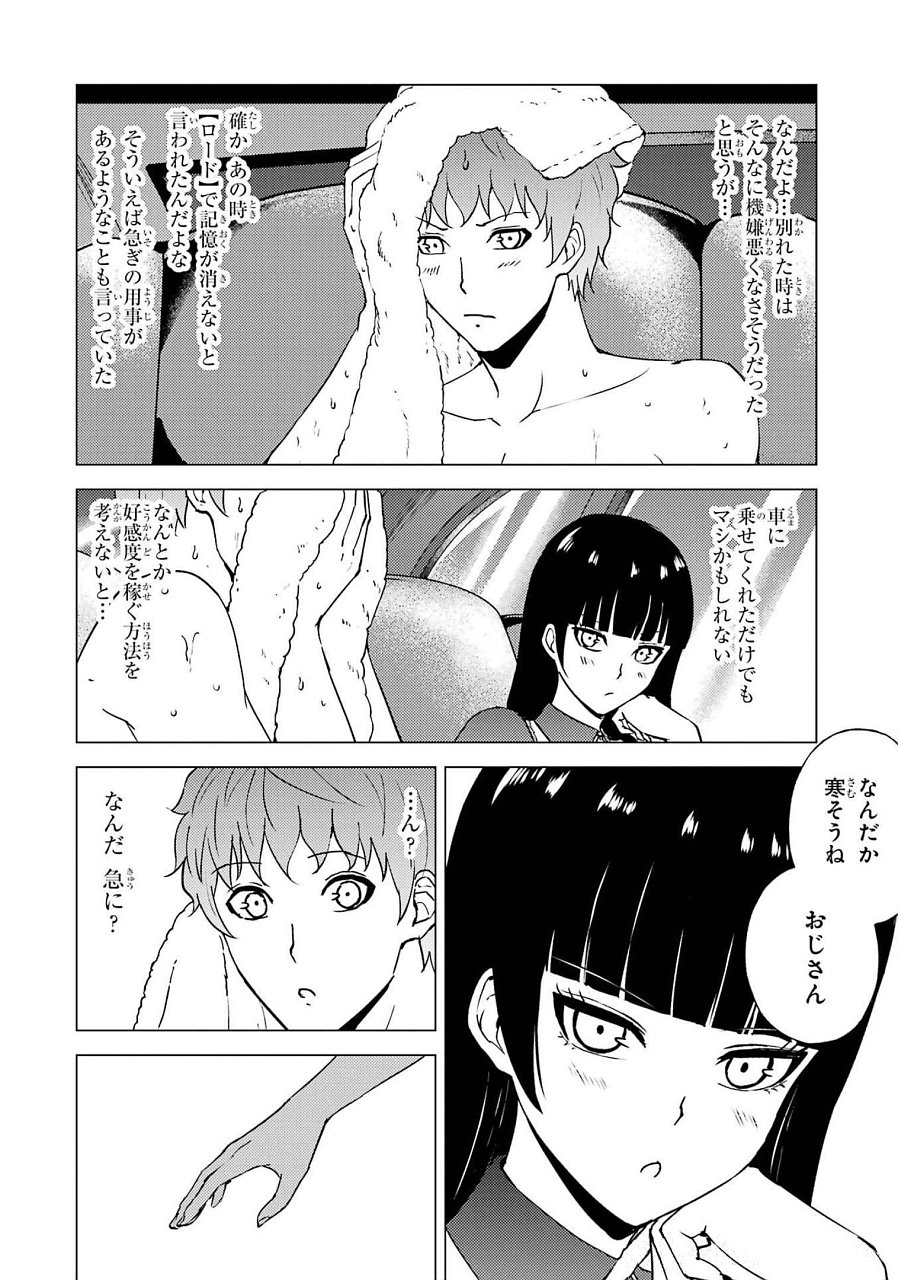 なんだよ…別れた時は
そんなに機嫌悪くなさそうだった
と思うが…
確か あの時
【ロード】で記憶が消えないと
言われたんだよな
そういえば急ぎの用事が
あるようなことも言っていた
車に
乗せてくれただけでも
マシかもしれない
なんとか
好感度を稼ぐ方法を
考えないと…
なんだか
寒そうね
おじさん
…ん?
なんだ 急に?